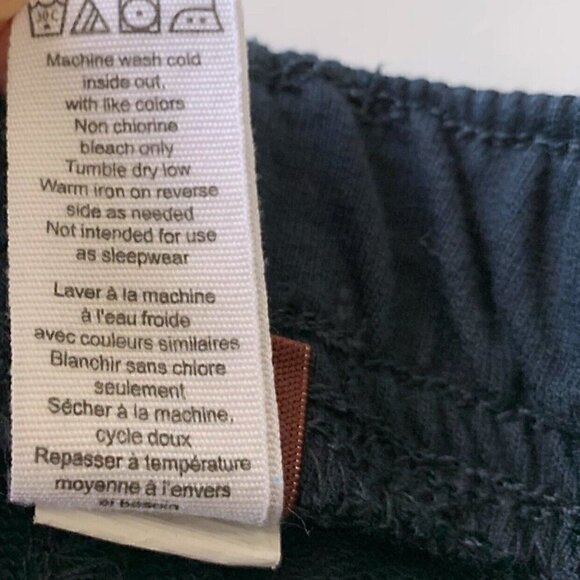 30°C
Machine wash cold
inside out,
with like colors
Non chlorine
bleach only
Tumble dry low
Warm iron on reverse
side as needed
Not intended for use
as sleepwear
Laver à la machine
à l'eau froide
avec couleurs similaires
Blanchir sans chlore
seulement
Sécher à la machine,
cycle doux
Repasser à température
moyenne à l'envers